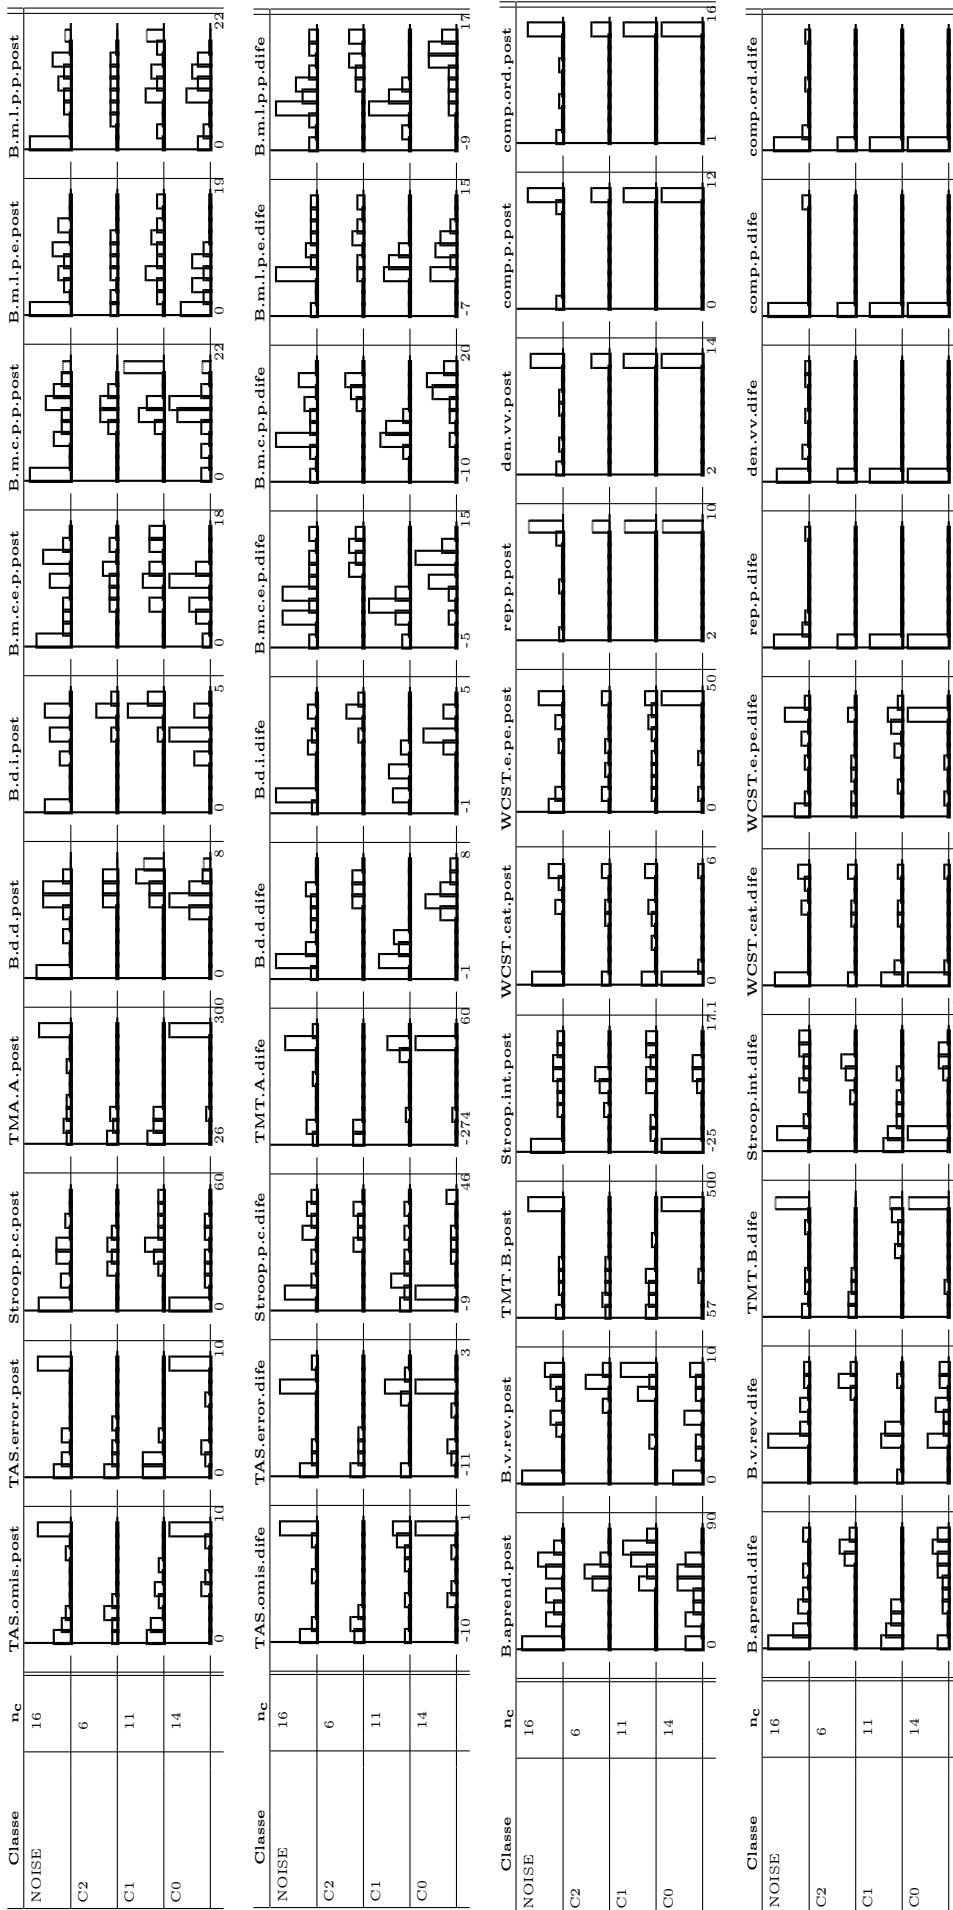 Classe nc TAS.omis.post TAS.error.post Stroop.p.c.post TMA.A.post B.d.d.post B.d.i.post B.m.c.e.p.post B.m.c.p.p.post B.m.l.p.e.post B.m.l.p.p.post
NOISE 16
C2 6
C1 11
C0 14
0 10 0 10 0 60 26 300 0 8 0 5 0 18 0 22 0 19 0 22
Classe nc TAS.omis.dife TAS.error.dife Stroop.p.c.dife TMT.A.dife B.d.d.dife B.d.i.dife B.m.c.e.p.dife B.m.c.p.p.dife B.m.l.p.e.dife B.m.l.p.p.dife
NOISE 16
C2 6
C1 11
C0 14
-10 1 -11 3 -9 46 -274 60 -1 8 -1 5 -5 15 -10 20 -7 15 -9 17
Classe nc B.aprend.post B.v.rev.post TMT.B.post Stroop.int.post WCST.cat.post WCST.e.pe.post rep.p.post den.vv.post comp.p.post comp.ord.post
NOISE 16
C2 6
C1 11
C0 14
0 90 0 10 57 500 -25 17.1 0 6 0 50 2 10 2 14 0 12 1 16
Classe nc B.aprend.dife B.v.rev.dife TMT.B.dife Stroop.int.dife WCST.cat.dife WCST.e.pe.dife rep.p.dife den.vv.dife comp.p.dife comp.ord.dife
NOISE 16
C2 6
C1 11
C0 14